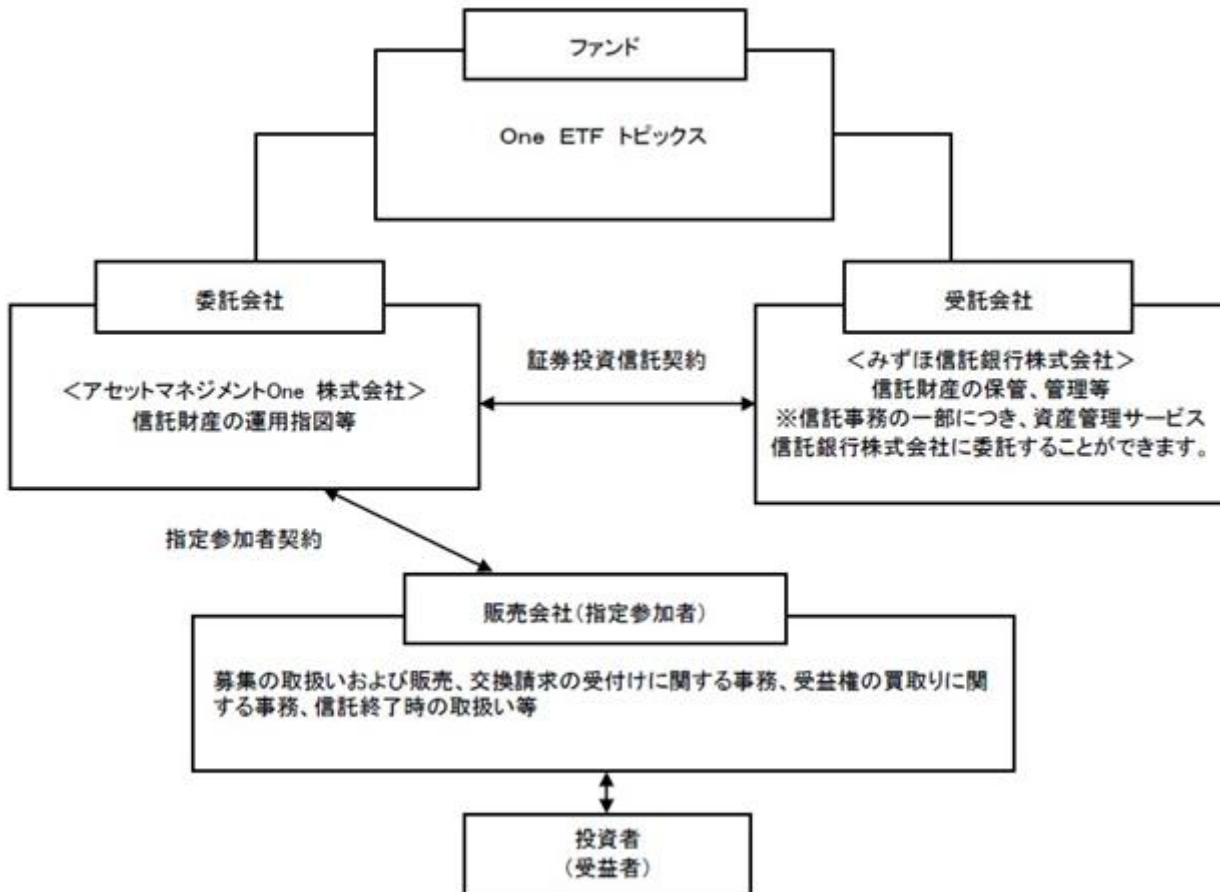 ファンド
One ETF トピックス
委託会社
受託会社
<アセットマネジメントOne 株式会社>
信託財産の運用指図等
証券投資信託契約
<みずほ信託銀行株式会社>
信託財産の保管、管理等
※信託事務の一部につき、資産管理サービス
信託銀行株式会社に委託することができます。
指定参加者契約
販売会社(指定参加者)
募集の取扱いおよび販売、交換請求の受付けに関する事務、受益権の買取りに関
する事務、信託終了時の取扱い等
投資者
(受益者)